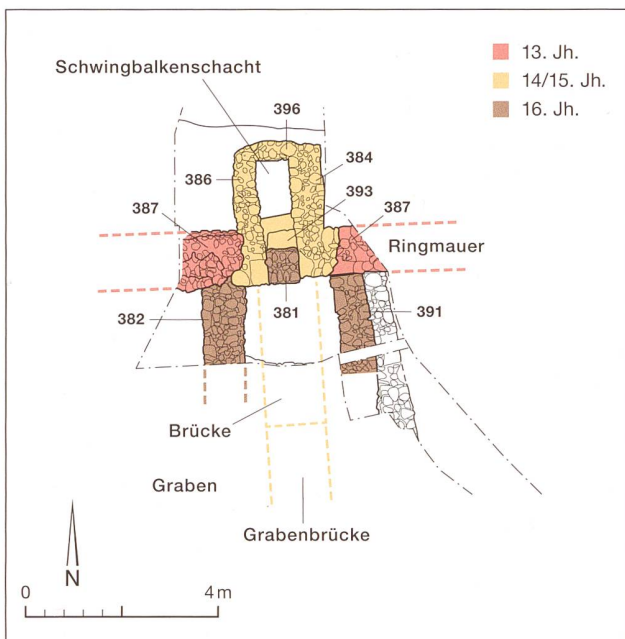 13. Jh.
14/15. Jh.
16. Jh.
Schwingbalkenschacht
396
386
384
393
387
387
Ringmauer
382
381
391
Brücke
Graben
Grabenbrücke
N
0
4 m